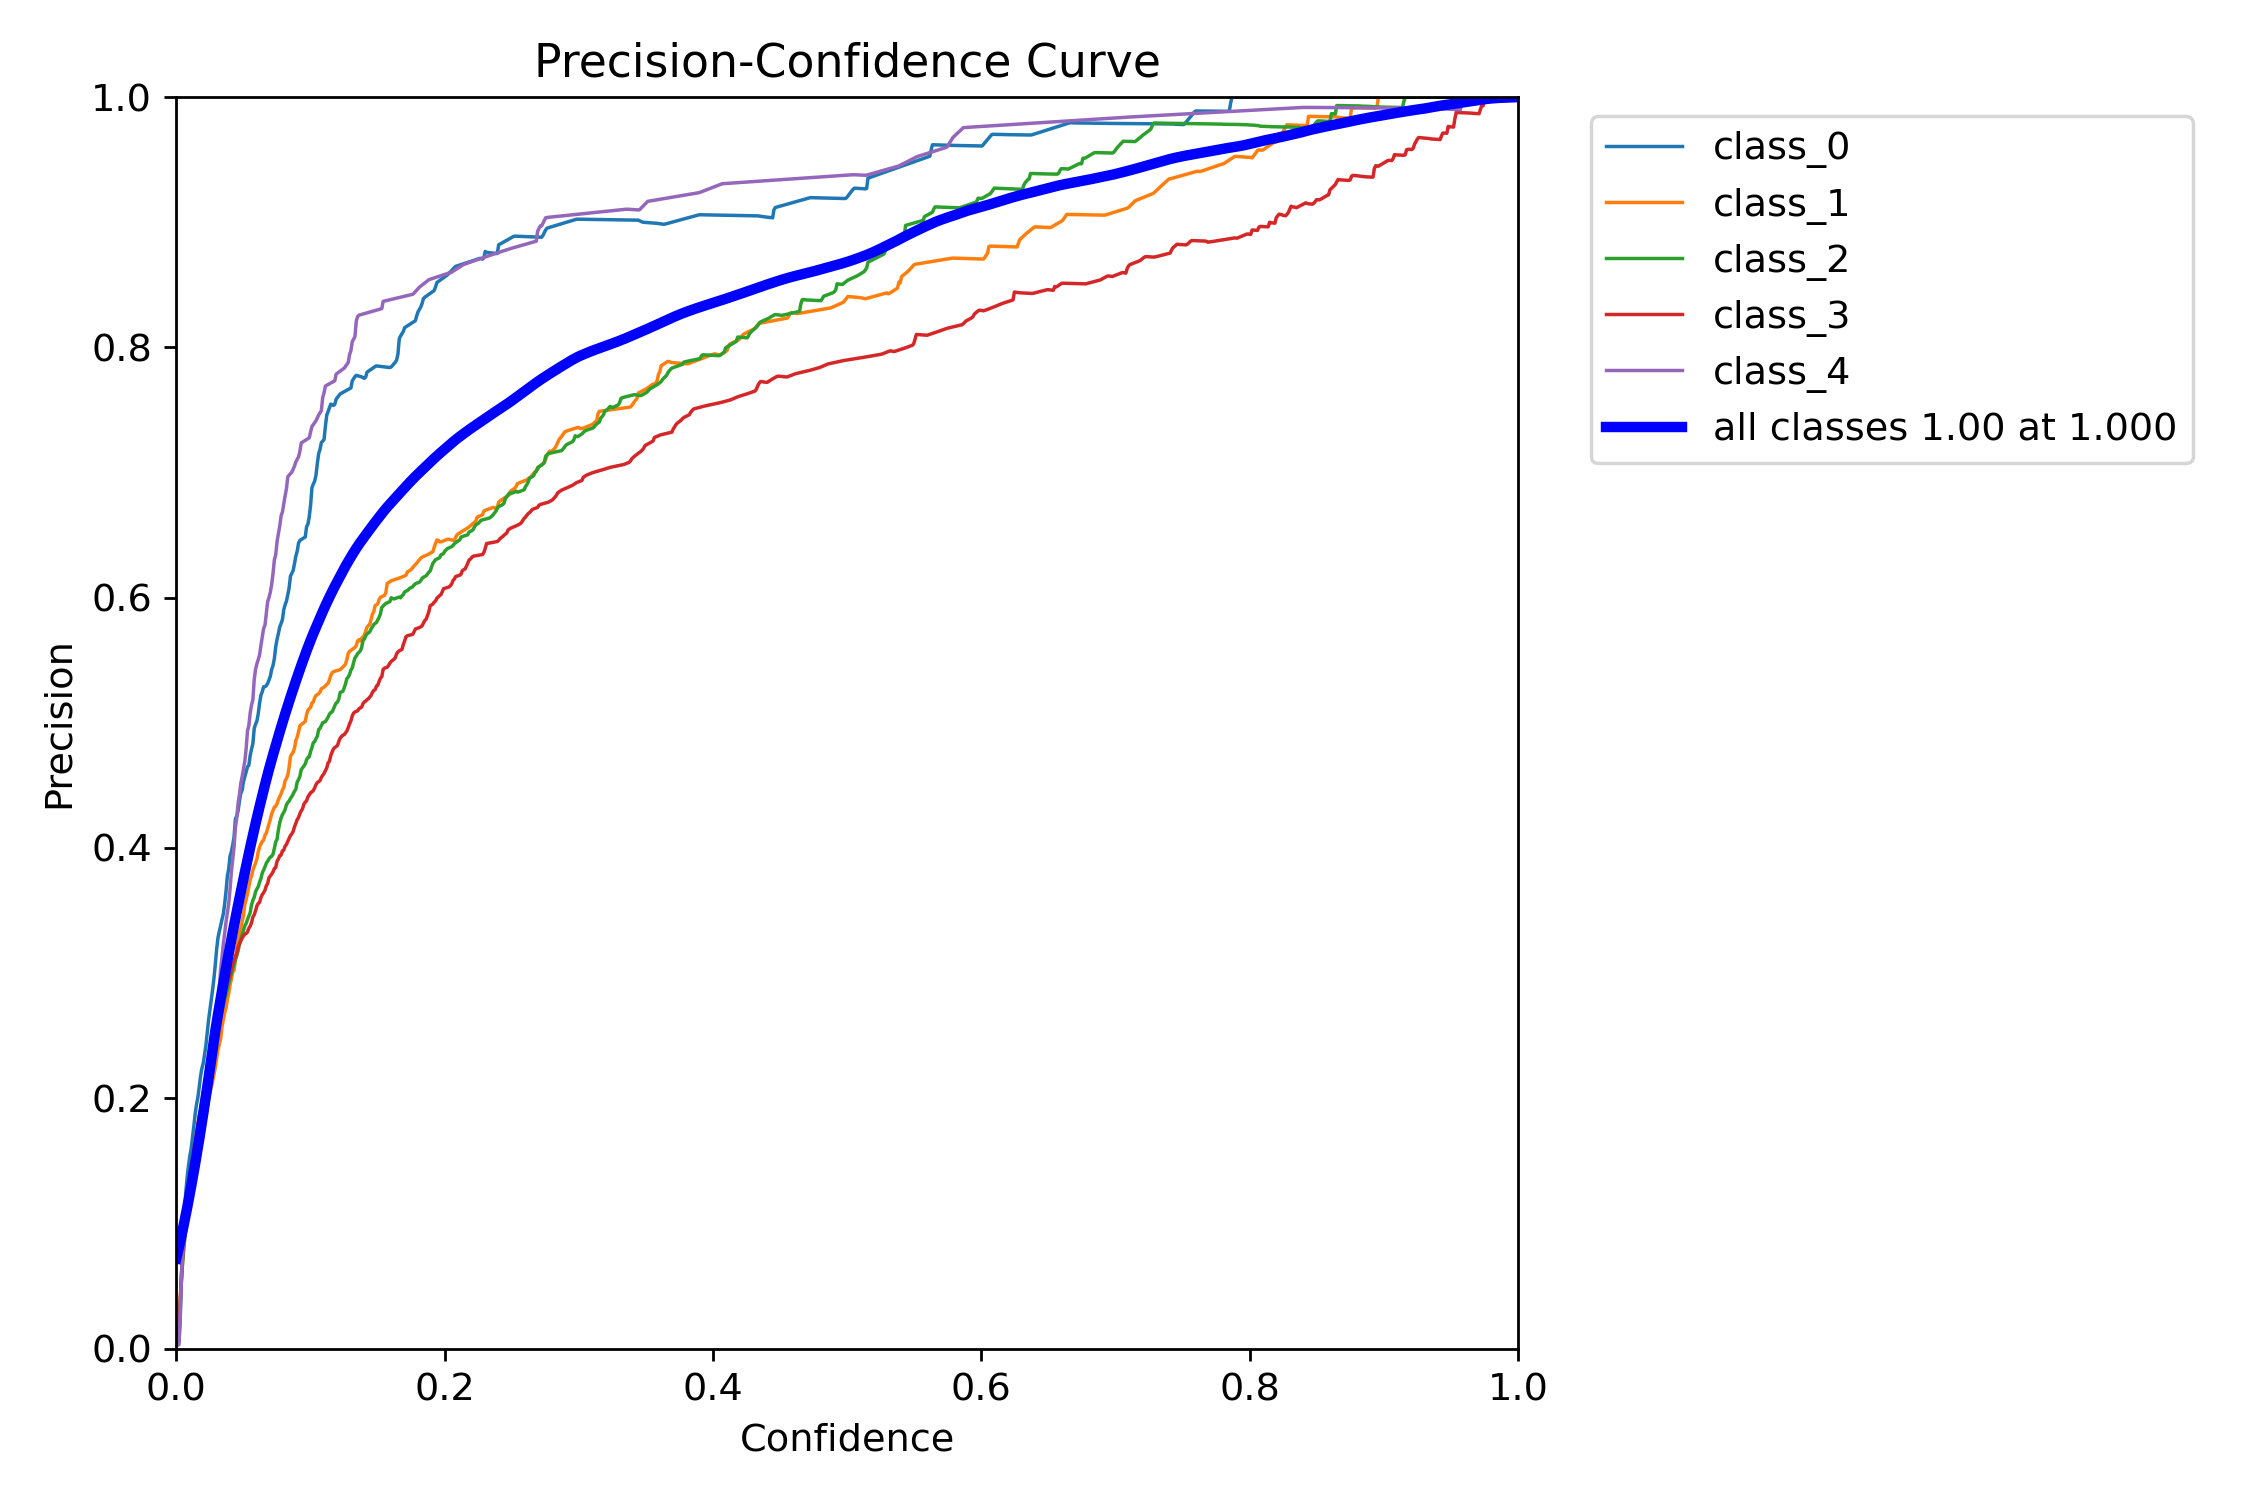 Precision-Confidence Curve
1.0
0.8
0.6
0.4
0.2
0.0
Precision
0.0 0.2 0.4 0.6 0.8 1.0
Confidence
class_0
class_1
class_2
class_3
class_4
all classes 1.00 at 1.000